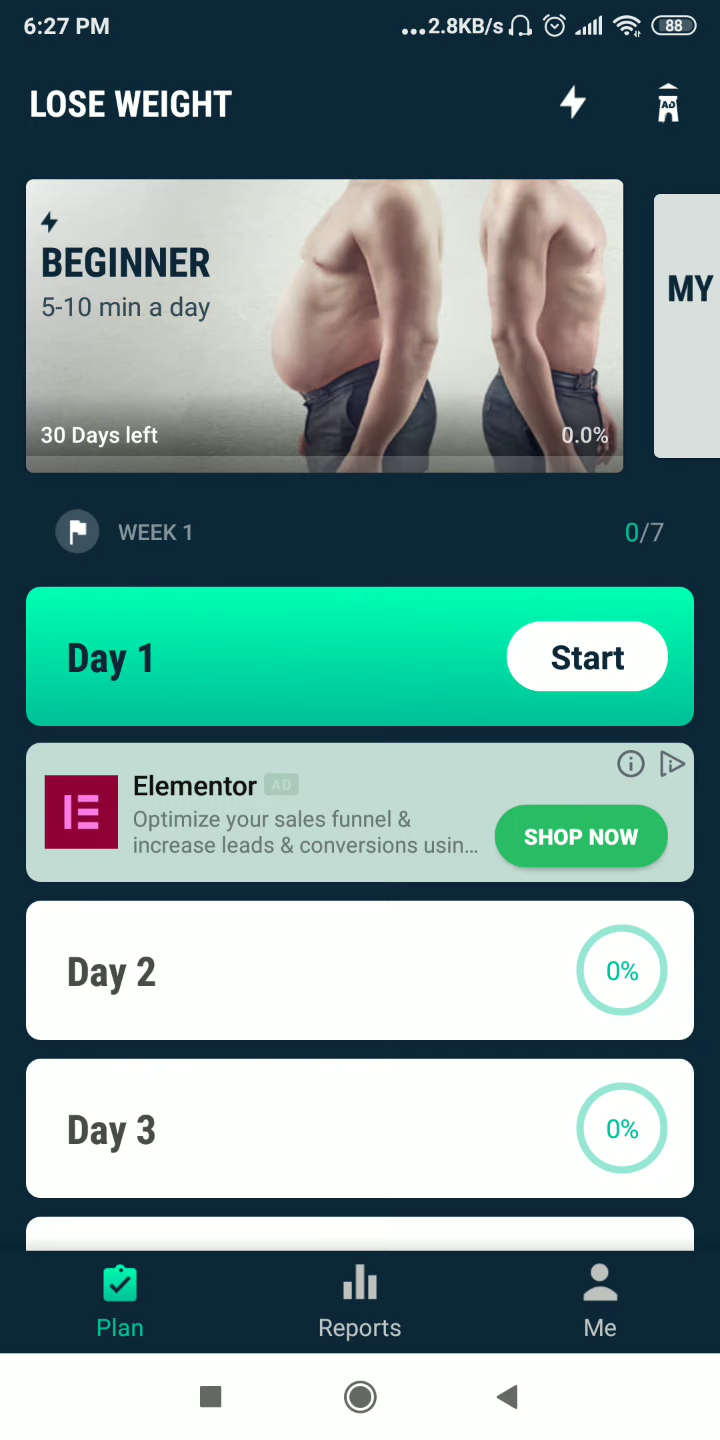 6:27 PM
...2.8KB/s
88
LOSE WEIGHT
AD
BEGINNER
5-10 min a day
30 Days left
0.0%
MY
WEEK 1
0/7
Day 1
Start
Elementor AD
Optimize your sales funnel &
increase leads & conversions usin...
SHOP NOW
Day 2
0%
Day 3
0%
Plan
Reports
Me